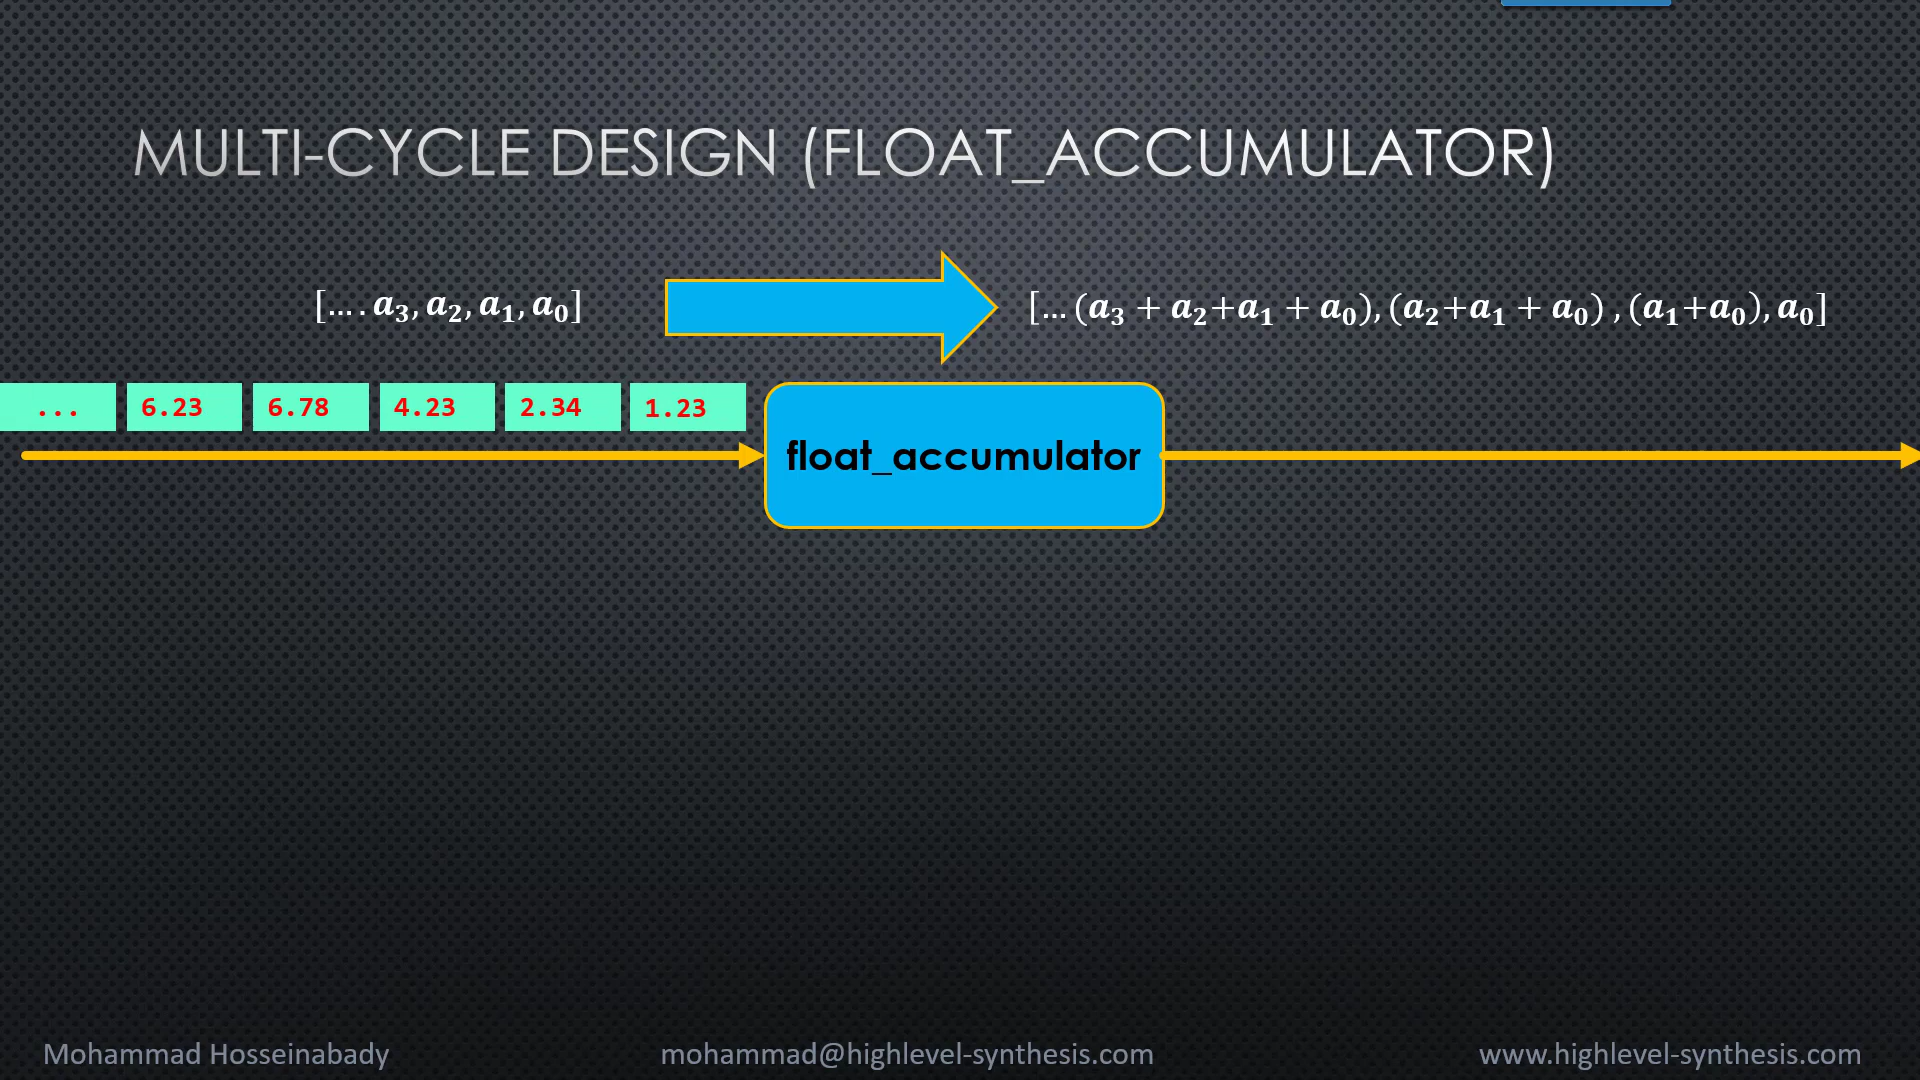 MULTI-CYCLE DESIGN (FLOAT_ACCUMULATOR)
[… . a₃, a₂, a₁, a₀]
[… (a₃ + a₂+a₁ + a₀), (a₂+a₁ + a₀) , (a₁+a₀), a₀]
... 6.23 6.78 4.23 2.34 1.23
float_accumulator
Mohammad Hosseinabady mohammad@highlevel-synthesis.com www.highlevel-synthesis.com